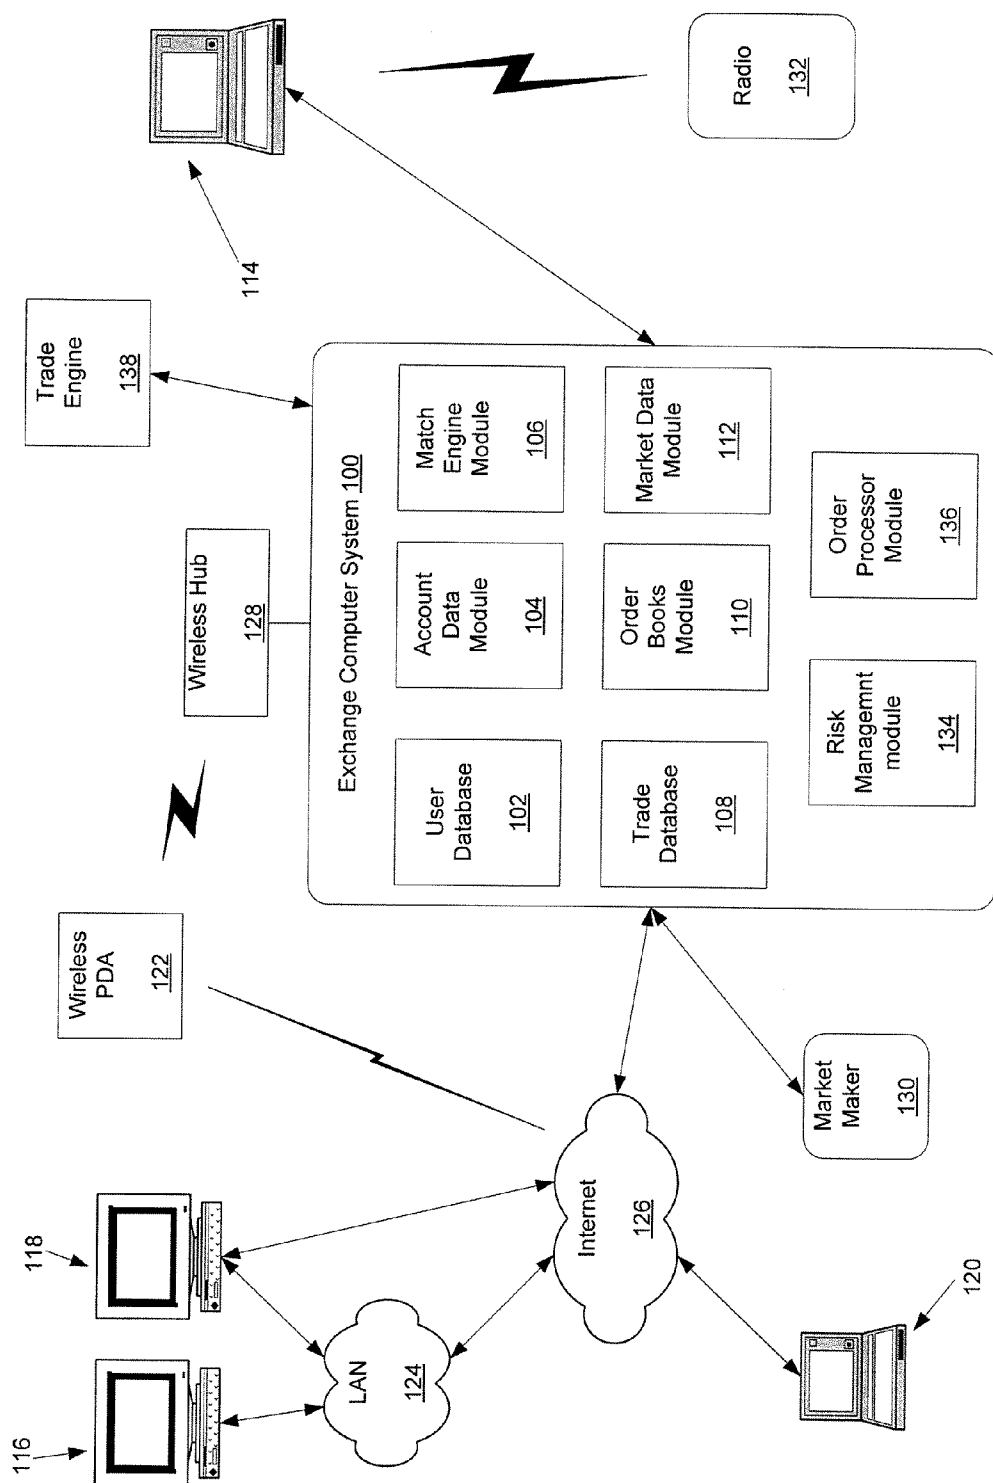 116
118
Wireless
PDA
122
Wireless Hub
128
Trade
Engine
138
114
LAN
124
Internet
126
120
Market
Maker
130
Exchange Computer System 100
User
Database
102
Account
Data
Module
104
Match
Engine
Module
106
Trade
Database
108
Order
Books
Module
110
Market Data
Module
112
Risk
Managemnt
module
134
Order
Processor
Module
136
Radio
132